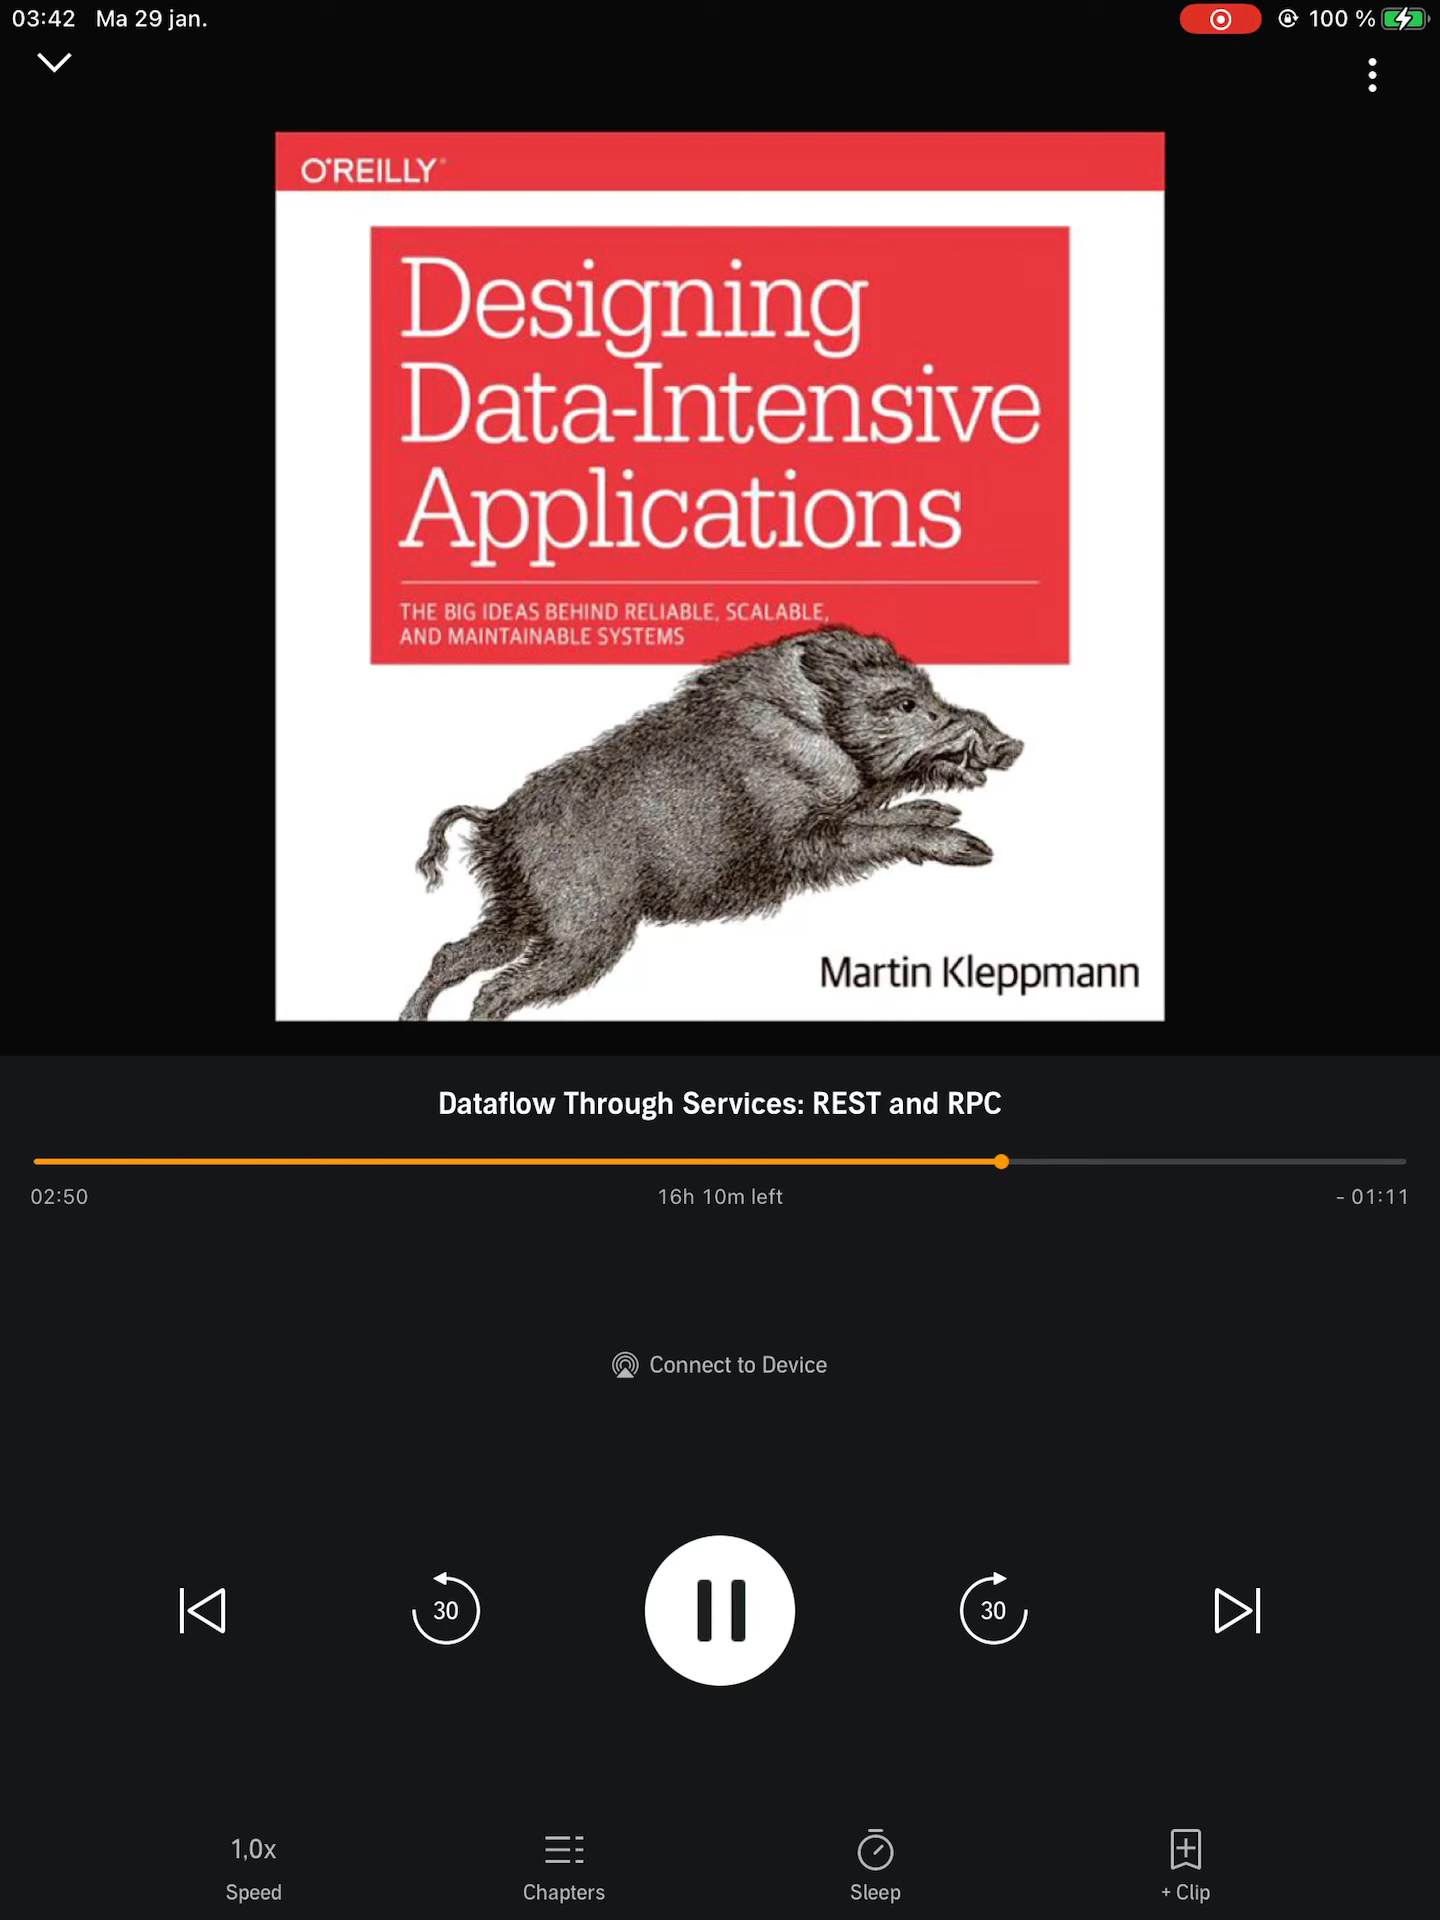 03:42 Ma 29 jan. 100 %
O'REILLY®
Designing
Data-Intensive
Applications
THE BIG IDEAS BEHIND RELIABLE, SCALABLE,
AND MAINTAINABLE SYSTEMS
Martin Kleppmann
Dataflow Through Services: REST and RPC
02:50 16h 10m left - 01:11
Connect to Device
30 30
1,0x
Speed Chapters Sleep + Clip